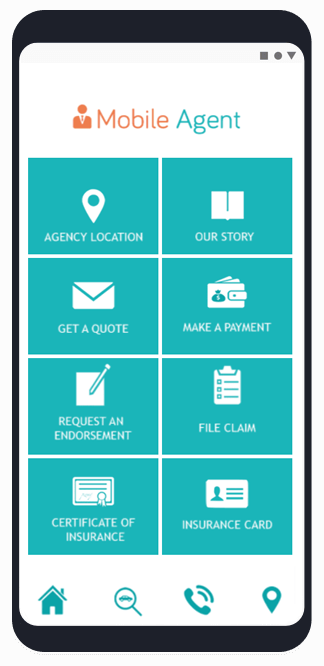 Mobile Agent
AGENCY LOCATION
OUR STORY
GET A QUOTE
MAKE A PAYMENT
REQUEST AN
ENDORSEMENT
FILE CLAIM
CERTIFICATE OF
INSURANCE
INSURANCE CARD